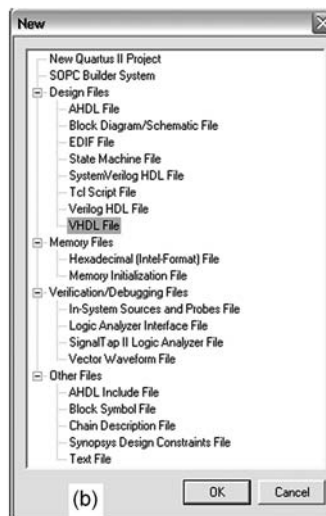 New
New Quartus II Project
SOPC Builder System
Design Files
AHDL File
Block Diagram/Schematic File
EDIF File
State Machine File
SystemVerilog HDL File
Tcl Script File
Verilog HDL File
VHDL File
Memory Files
Hexadecimal (Intel-Format) File
Memory Initialization File
Verification/Debugging Files
In-System Sources and Probes File
Logic Analyzer Interface File
SignalTap II Logic Analyzer File
Vector Waveform File
Other Files
AHDL Include File
Block Symbol File
Chain Description File
Synopsys Design Constraints File
Text File
(b)
OK Cancel